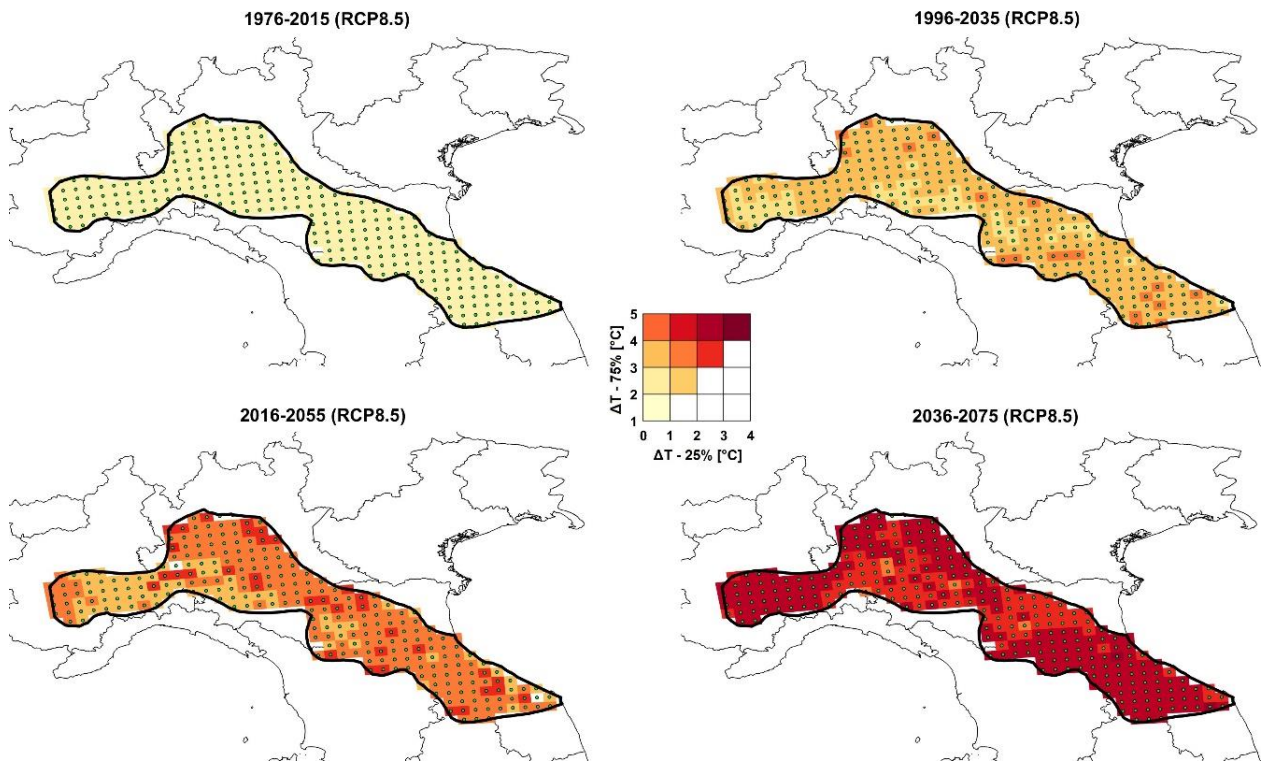 1976-2015 (RCP8.5)
1996-2035 (RCP8.5)
ΔT - 75% [°C]
5
4
3
2
1
0 1 2 3 4
ΔT - 25% [°C]
2016-2055 (RCP8.5)
2036-2075 (RCP8.5)